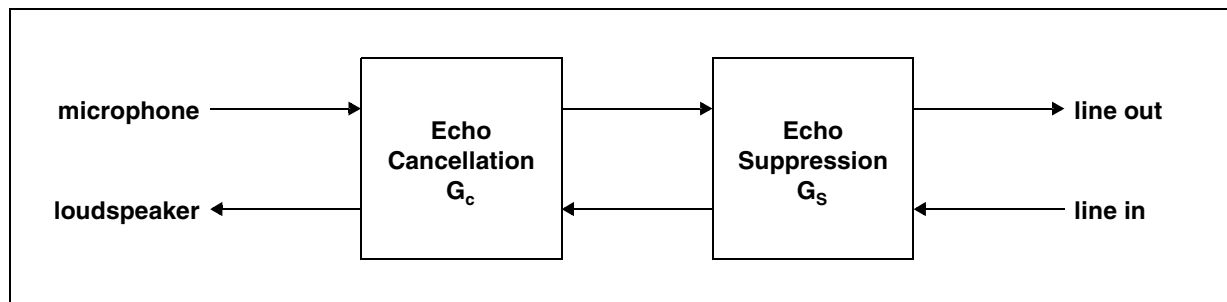 microphone
loudspeaker
Echo
Cancellation
Gc
Echo
Suppression
GS
line out
line in